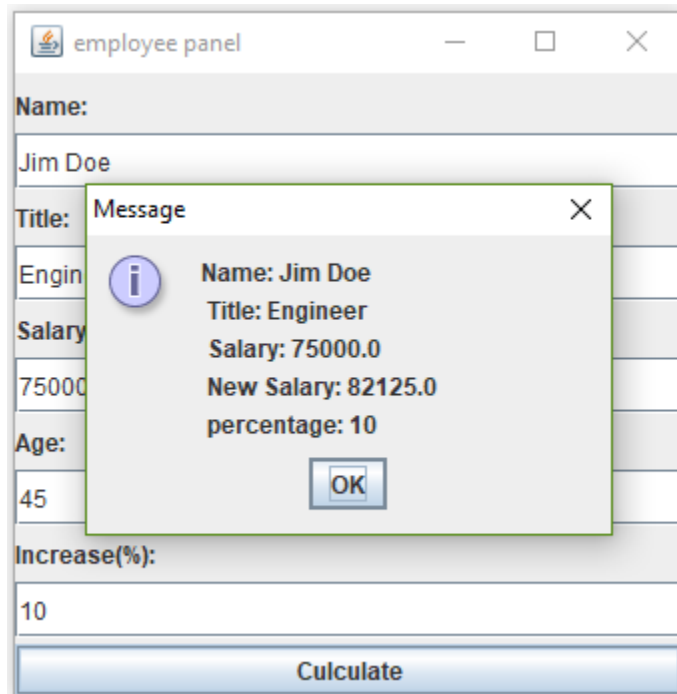 employee panel
Name:
Jim Doe
Message
Title:
Engin
Name: Jim Doe
Title: Engineer
Salary: 75000.0
New Salary: 82125.0
percentage: 10
OK
Salary
75000
Age:
45
Increase(%):
10
Culculate